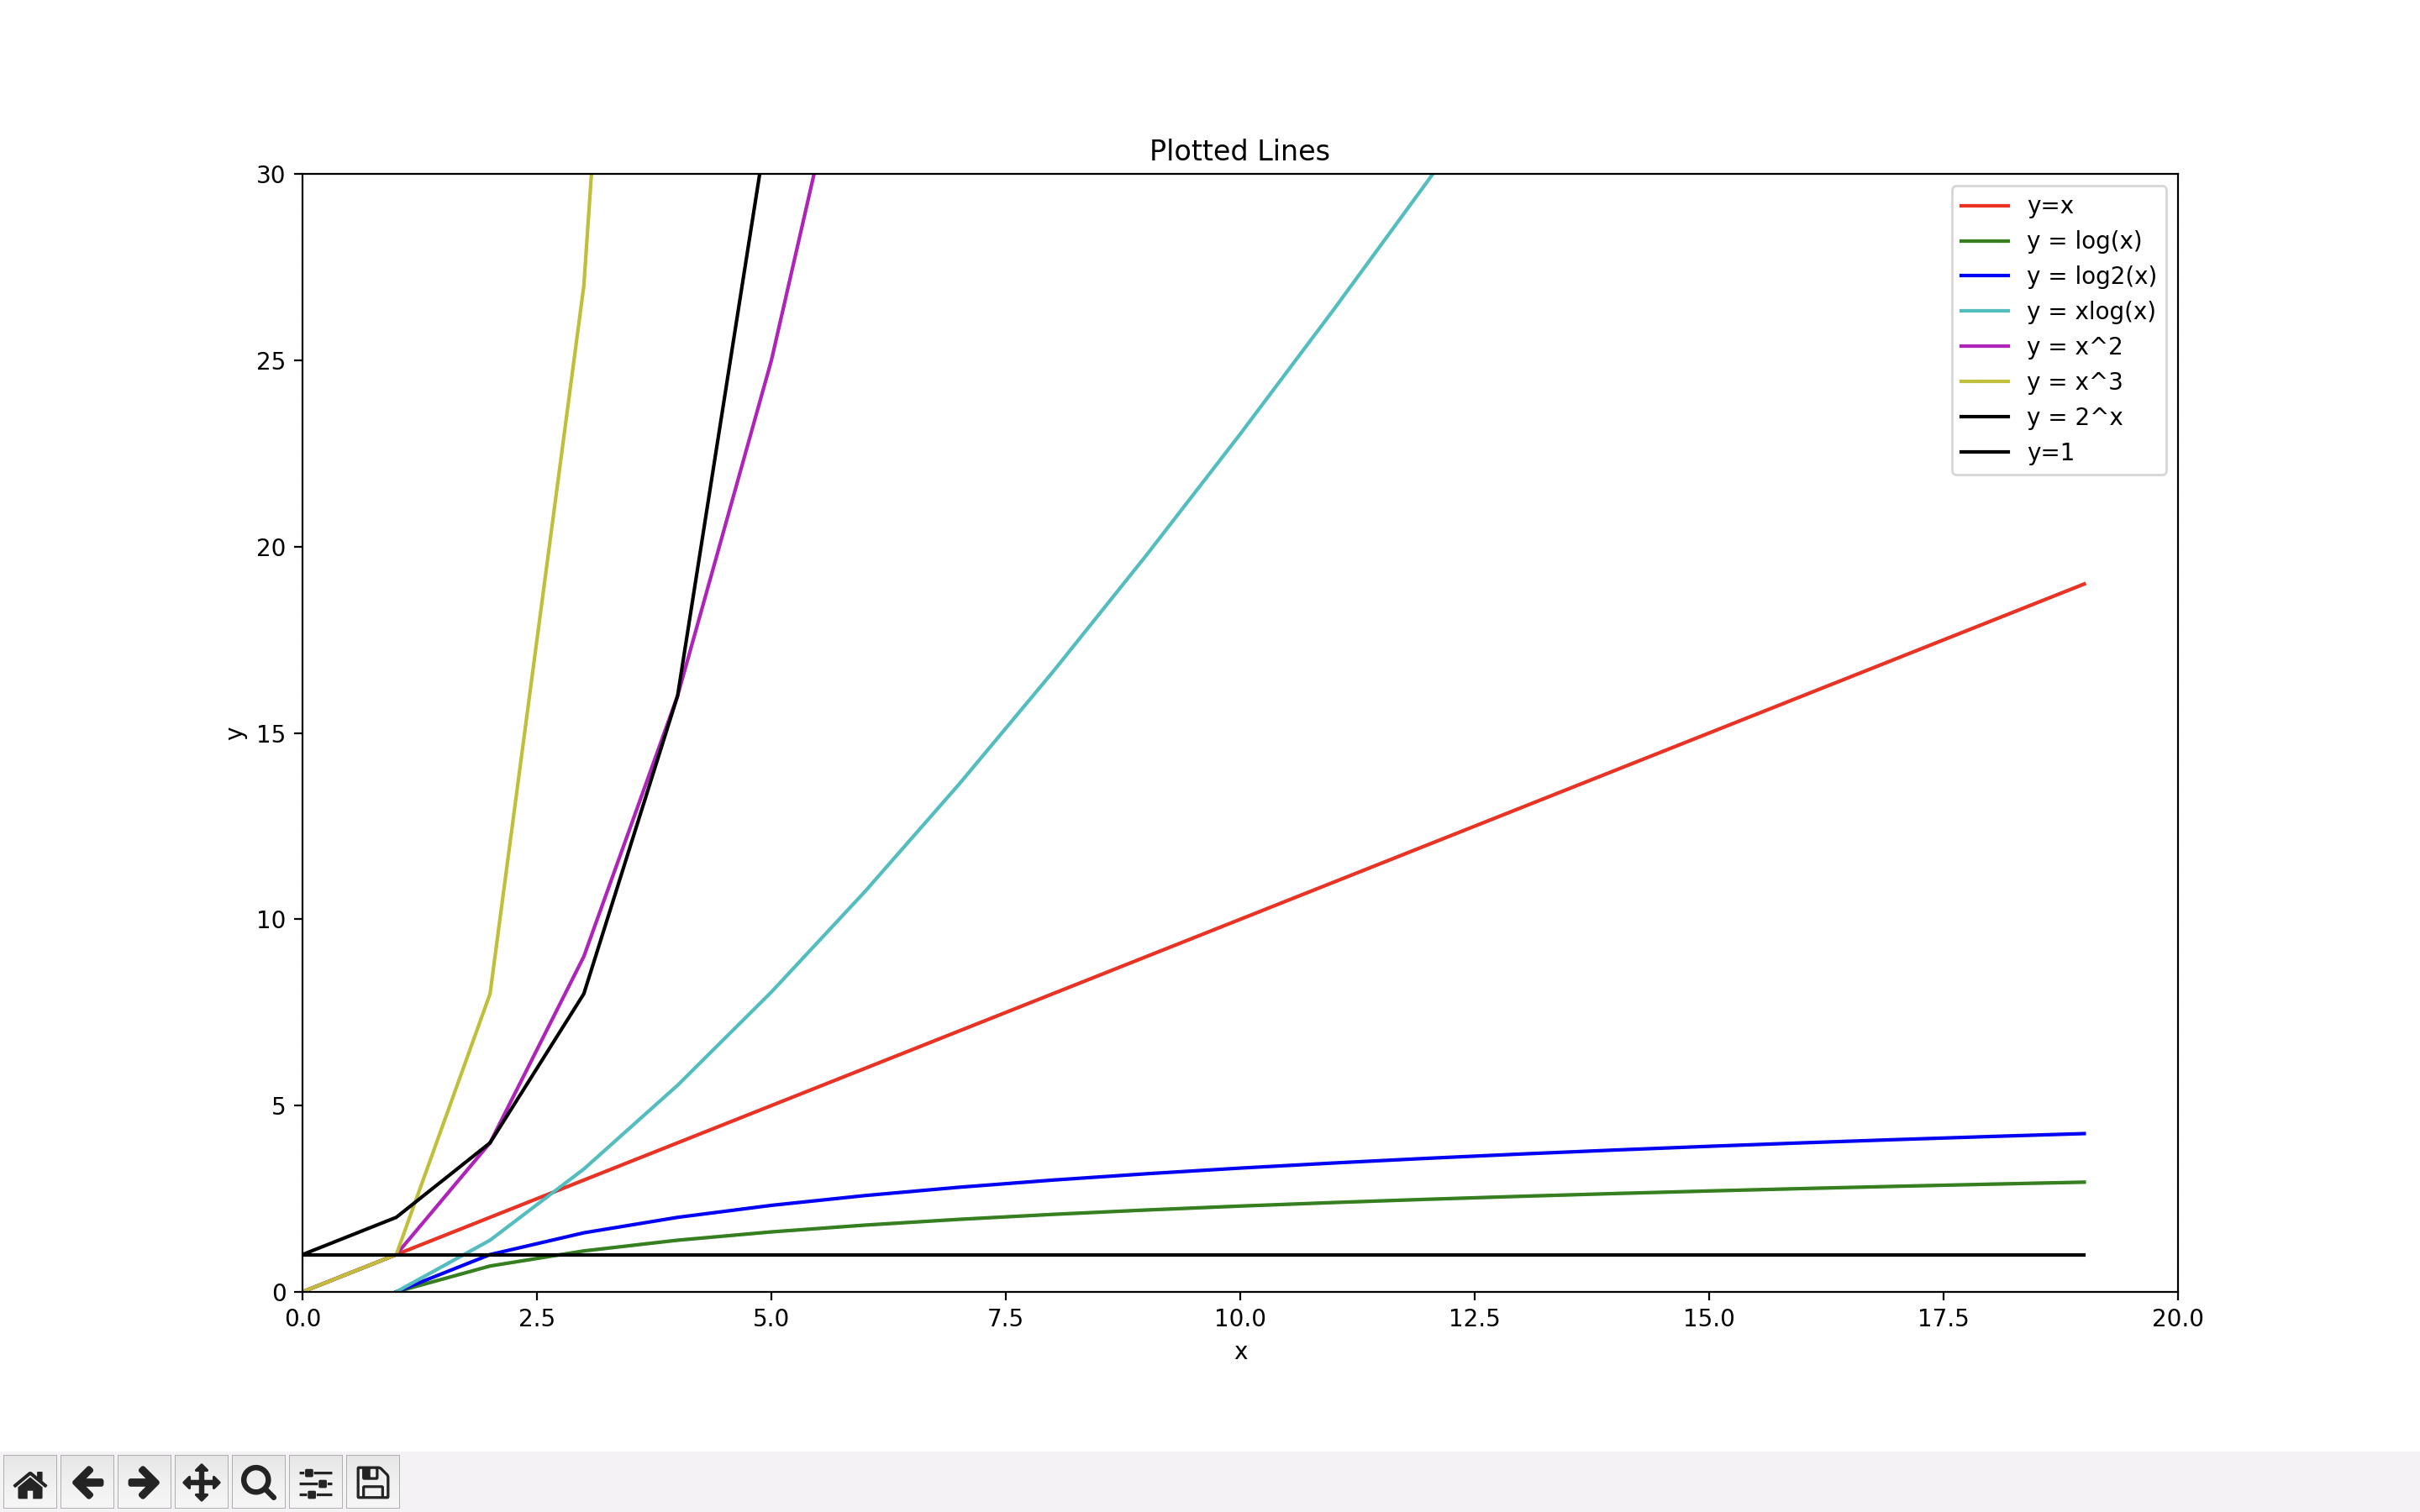 Plotted Lines
30
25
20
15
10
5
0
y
y=x
y = log(x)
y = log2(x)
y = xlog(x)
y = x^2
y = x^3
y = 2^x
y=1
0.0 2.5 5.0 7.5 10.0 12.5 15.0 17.5 20.0
x